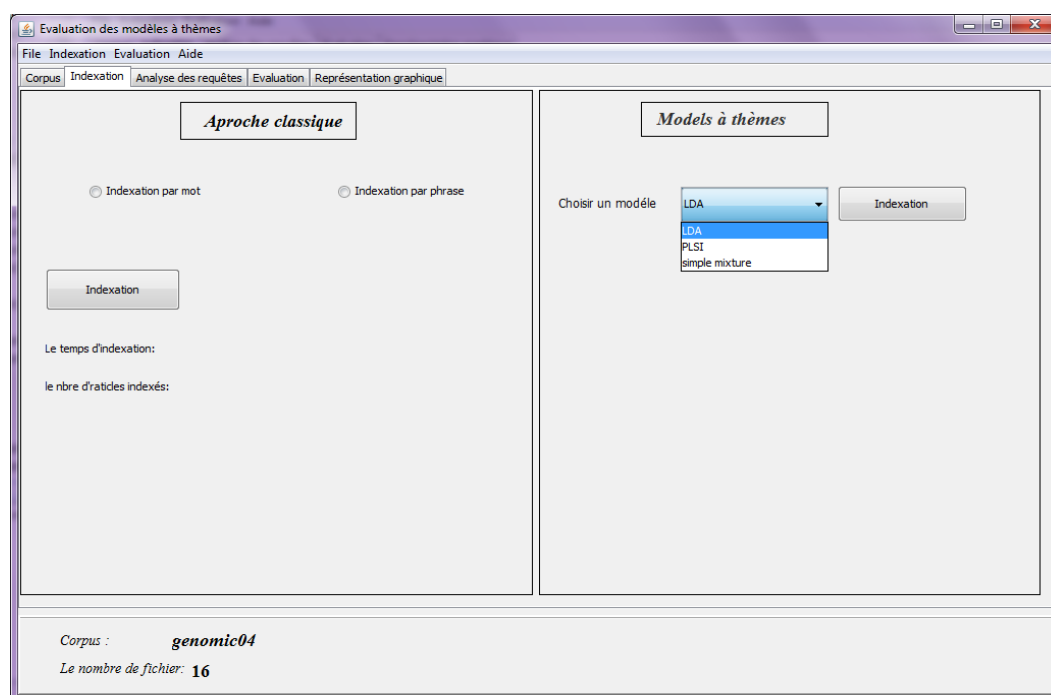 Evaluation des modèles à thèmes
File Indexation Evaluation Aide
Corpus Indexation Analyse des requêtes Evaluation Représentation graphique
Aproche classique
Indexation par mot Indexation par phrase
Indexation
Le temps d'indexation:
le nbre d'raticles indexés:
Models à thèmes
Choisir un modéle LDA Indexation
LDA
PLSI
simple mixture
Corpus : genomic04
Le nombre de fichier: 16